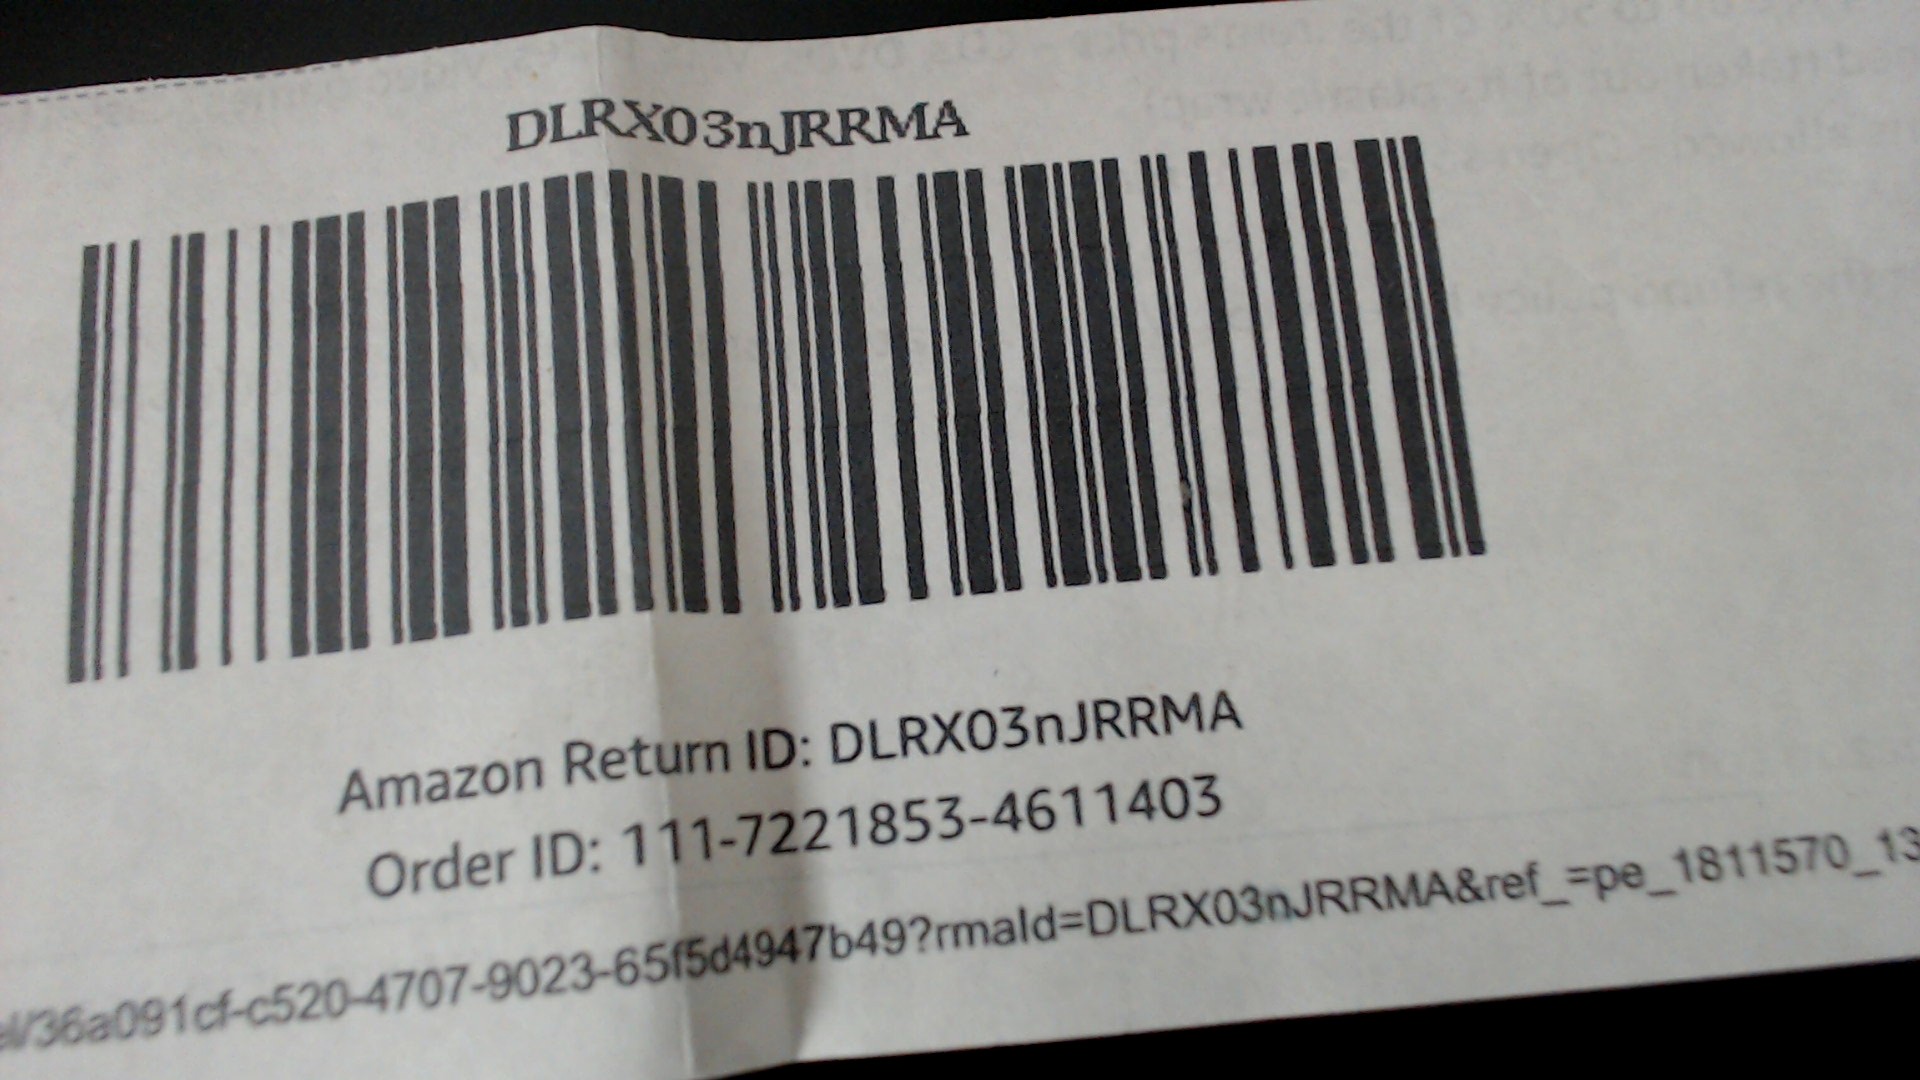 DLRX03nJRRMA
Amazon Return ID: DLRX03nJRRMA
Order ID: 111-7221853-4611403
/36a091cf-c520-4707-9023-65f5d4947b49?rmaId=DLRX03nJRRMA&ref_=pe_1811570_13